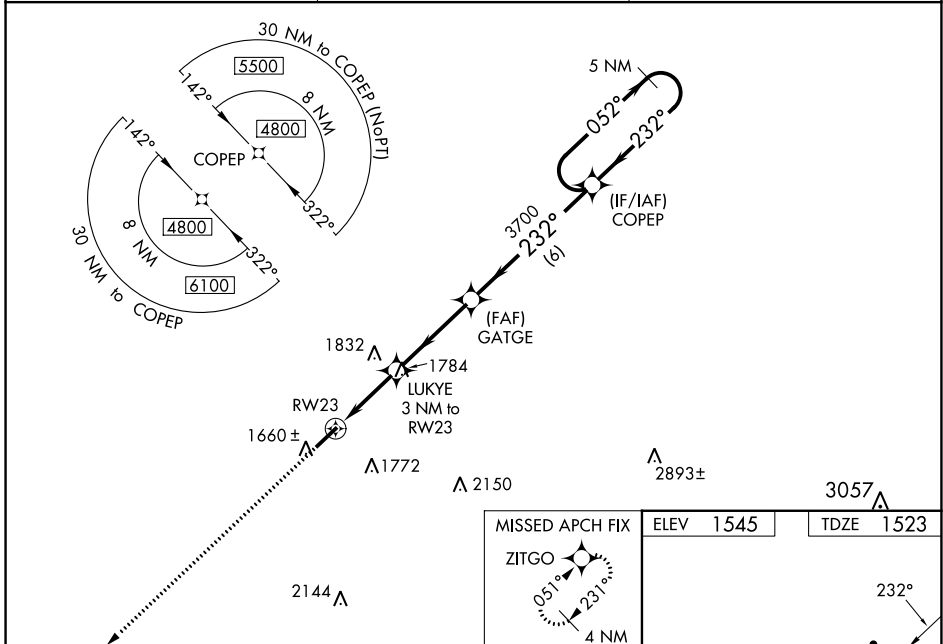 30 NM to COPEP (NoPT)
5500
142°
8 NM
4800
COPEP
322°
142°
4800
8 NM
322°
6100
30 NM to COPEP
5 NM
052°
232°
(IF/IAF)
COPEP
3700
232°
(6)
(FAF)
GATGE
1832
1784
LUKYE
3 NM to
RW23
RW23
1660 ±
1772
2150
2893±
3057
2144
MISSED APCH FIX
ZITGO
051°
231°
4 NM
ELEV 1545
TDZE 1523
232°